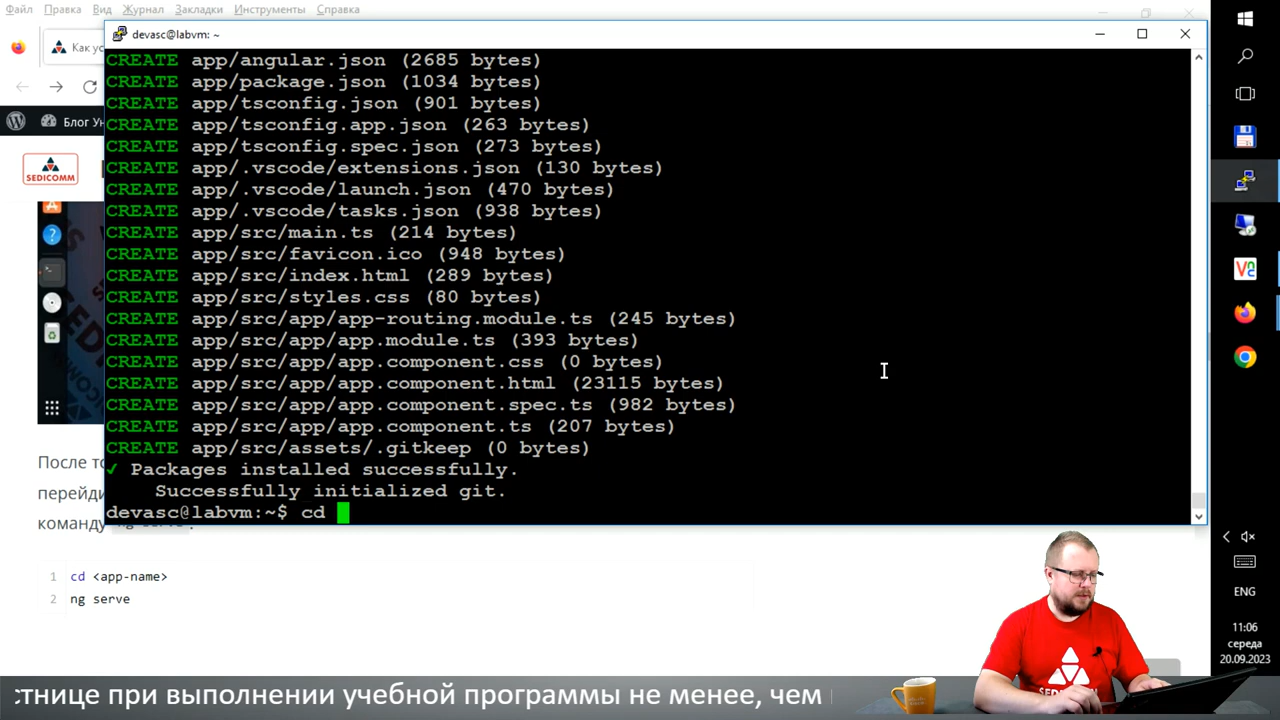 Файл Правка Вид Журнал Закладки Инструменты Справка
devasc@labvm: ~
Как ус
Блог Ун
SEDICOMM
CREATE app/angular.json (2685 bytes)
CREATE app/package.json (1034 bytes)
CREATE app/tsconfig.json (901 bytes)
CREATE app/tsconfig.app.json (263 bytes)
CREATE app/tsconfig.spec.json (273 bytes)
CREATE app/.vscode/extensions.json (130 bytes)
CREATE app/.vscode/launch.json (470 bytes)
CREATE app/.vscode/tasks.json (938 bytes)
CREATE app/src/main.ts (214 bytes)
CREATE app/src/favicon.ico (948 bytes)
CREATE app/src/index.html (289 bytes)
CREATE app/src/styles.css (80 bytes)
CREATE app/src/app/app-routing.module.ts (245 bytes)
CREATE app/src/app/app.module.ts (393 bytes)
CREATE app/src/app/app.component.css (0 bytes)
CREATE app/src/app/app.component.html (23115 bytes)
CREATE app/src/app/app.component.spec.ts (982 bytes)
CREATE app/src/app/app.component.ts (207 bytes)
CREATE app/src/assets/.gitkeep (0 bytes)
✓ Packages installed successfully.
Successfully initialized git.
devasc@labvm:~$ cd
После то
перейди
команду
1 cd <app-name>
2 ng serve
ENG
11:06
середа
20.09.2023
стнице при выполнении учебной программы не менее, чем